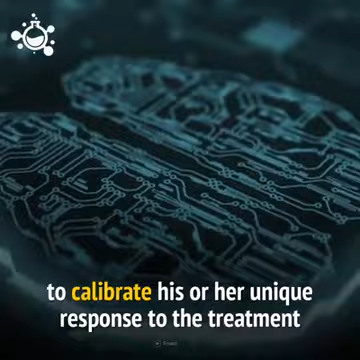 to calibrate his or her unique
response to the treatment